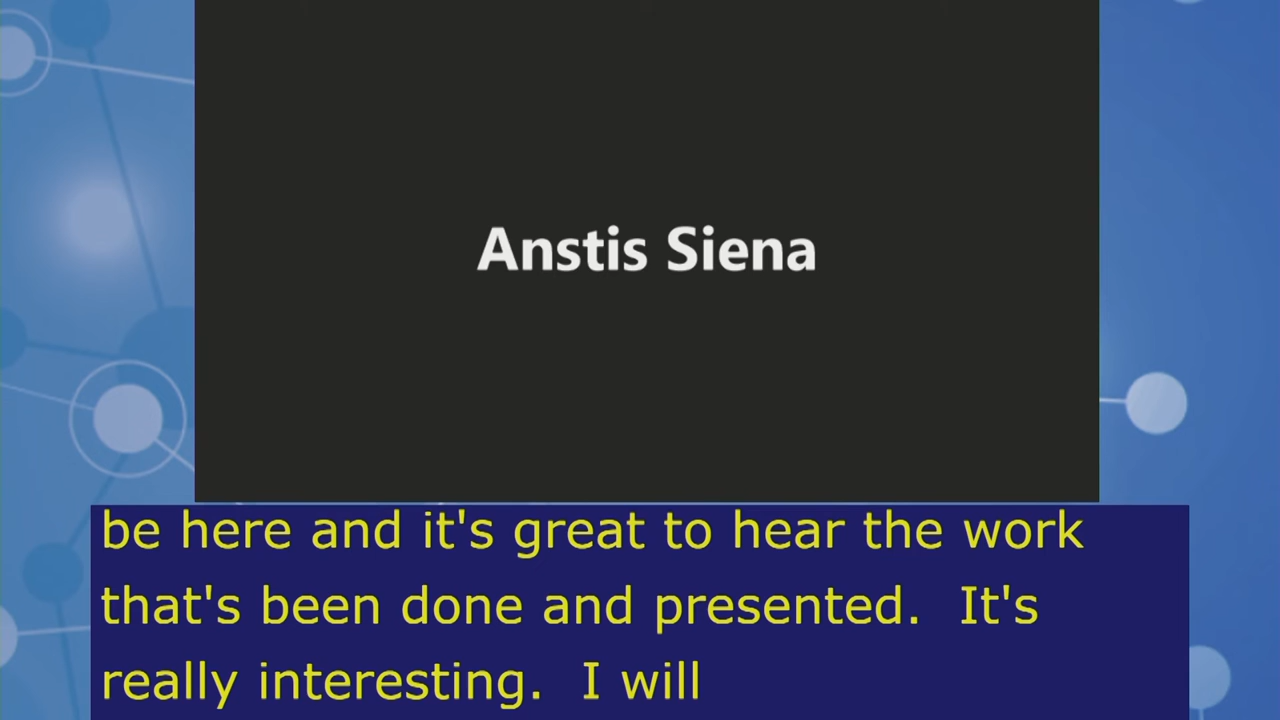 Anstis Siena
be here and it's great to hear the work
that's been done and presented.  It's
really interesting.  I will